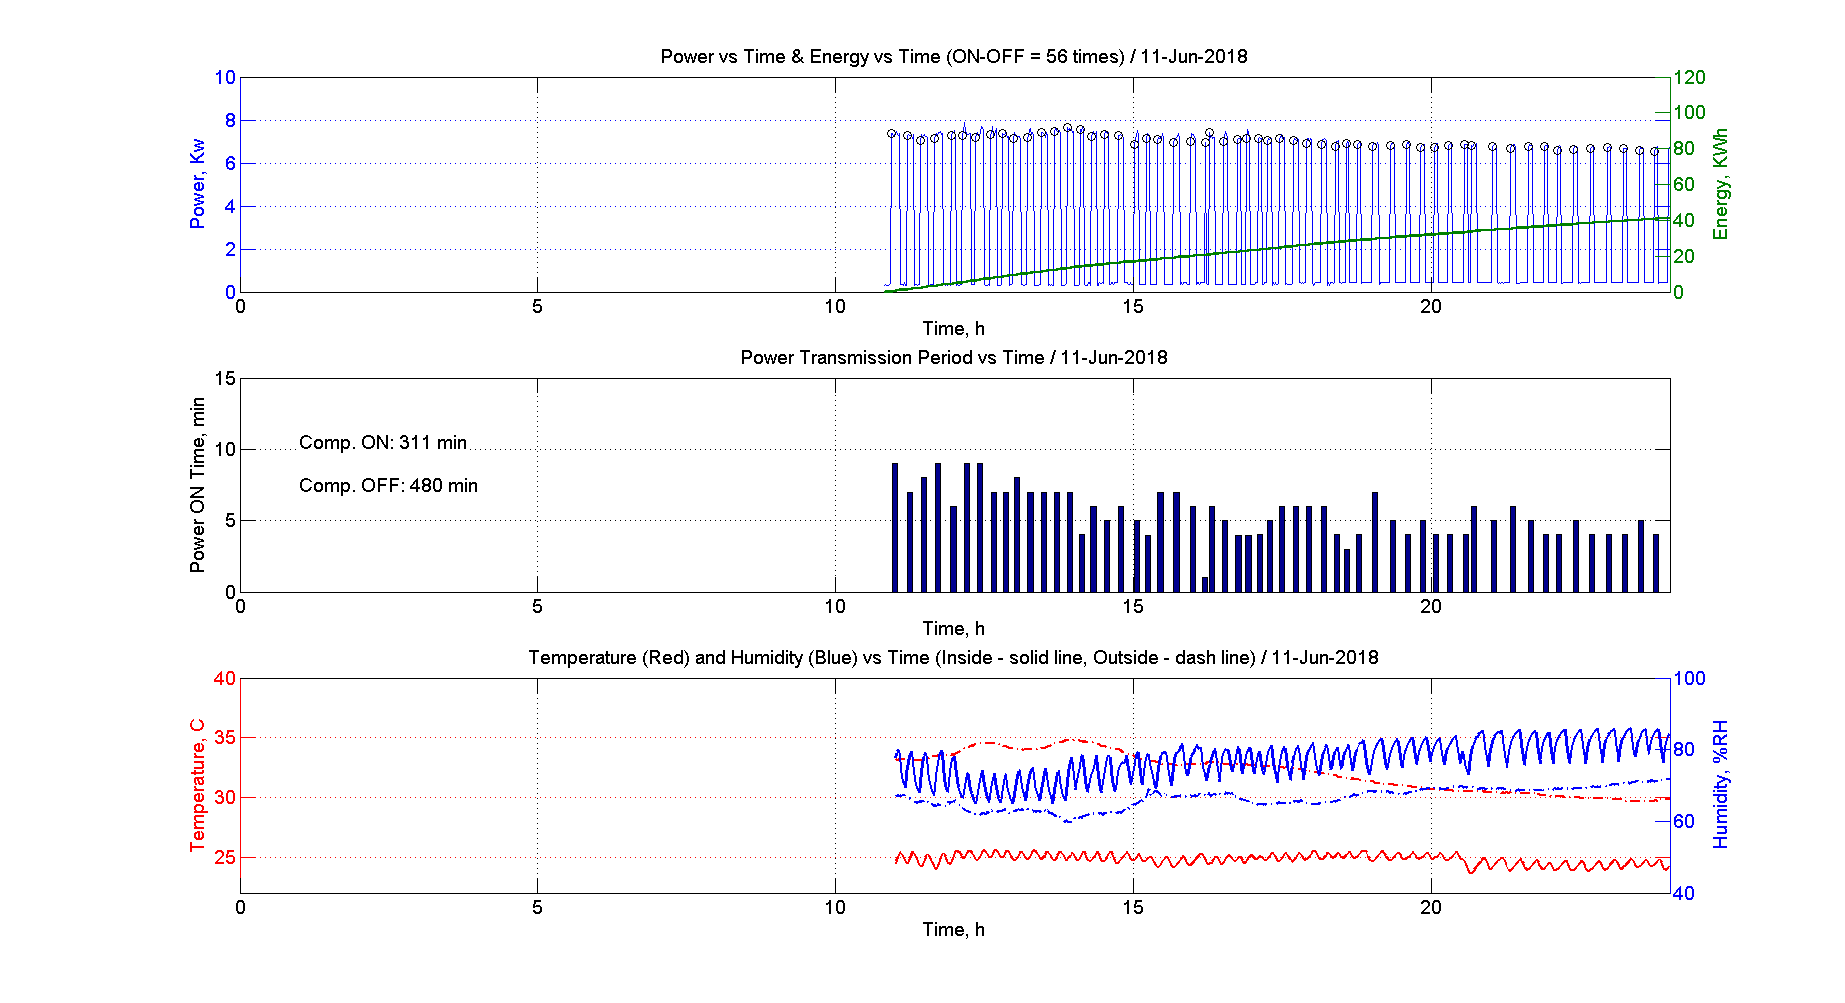 Power vs Time & Energy vs Time (ON-OFF = 56 times) / 11-Jun-2018
10
8
6
4
2
0
Power, Kw
120
100
80
60
40
20
0
Energy, KWh
0 5 10 15 20
Time, h
Power Transmission Period vs Time / 11-Jun-2018
15
10
5
0
Power ON Time, min
Comp. ON: 311 min
Comp. OFF: 480 min
0 5 10 15 20
Time, h
Temperature (Red) and Humidity (Blue) vs Time (Inside - solid line, Outside - dash line) / 11-Jun-2018
40
35
30
25
Temperature, C
100
80
60
40
Humidity, %RH
0 5 10 15 20
Time, h